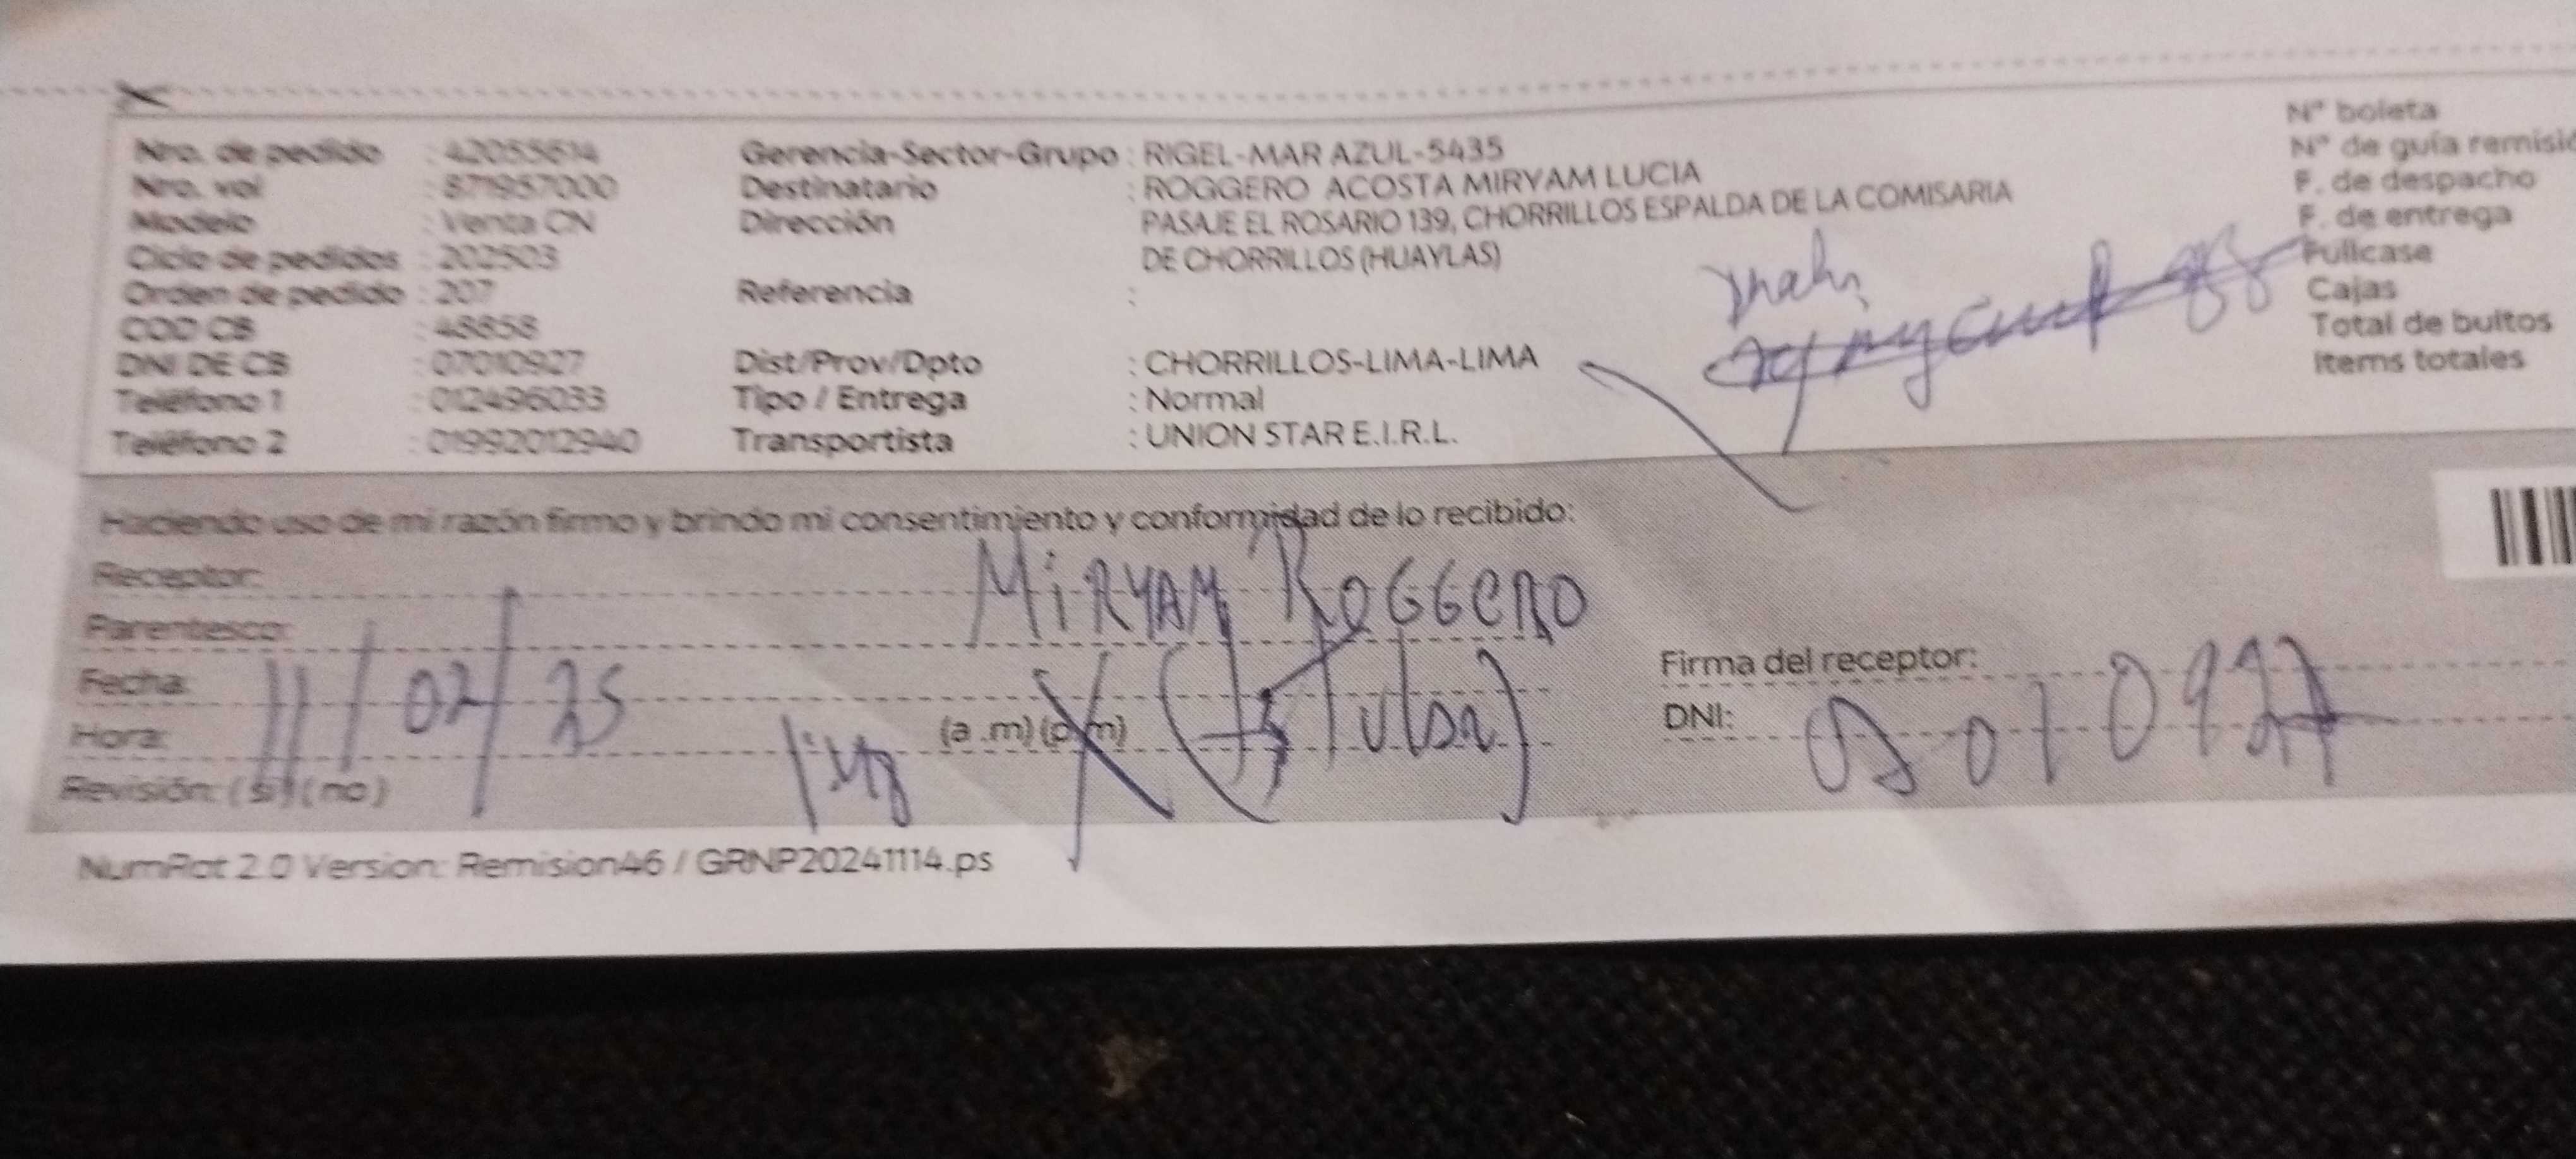 Nro. de pedido : 42055614 Gerencia-Sector-Grupo : RIGEL-MAR AZUL-5435 N° boleta
Nro. vol : 871957000 Destinatario : ROGGERO ACOSTA MIRYAM LUCIA N° de guía remisió
Modelo : Venta CN Dirección PASAJE EL ROSARIO 139, CHORRILLOS ESPALDA DE LA COMISARIA F. de despacho
Ciclo de pedidos : 202503 DE CHORRILLOS (HUAYLAS) F. de entrega
Orden de pedido : 207 Referencia : Fullcase
COD CB : 48858 Cajas
DNI DE CB : 07010927 Dist/Prov/Dpto : CHORRILLOS-LIMA-LIMA Total de bultos
Teléfono 1 : 012496033 Tipo / Entrega : Normal Items totales
Teléfono 2 : 01992012940 Transportista : UNION STAR E.I.R.L.
Haciendo uso de mi razón firmo y brindo mi consentimiento y conformidad de lo recibido:
Receptor: MiRYAM ROGGERO
Parentesco:
Fecha: 11/02/25 Firma del receptor:
Hora: (a .m) (p .m) (Titular) DNI:
Revisión: ( si ) ( no )
NumRot 2.0 Version: Remision46 / GRNP20241114.ps